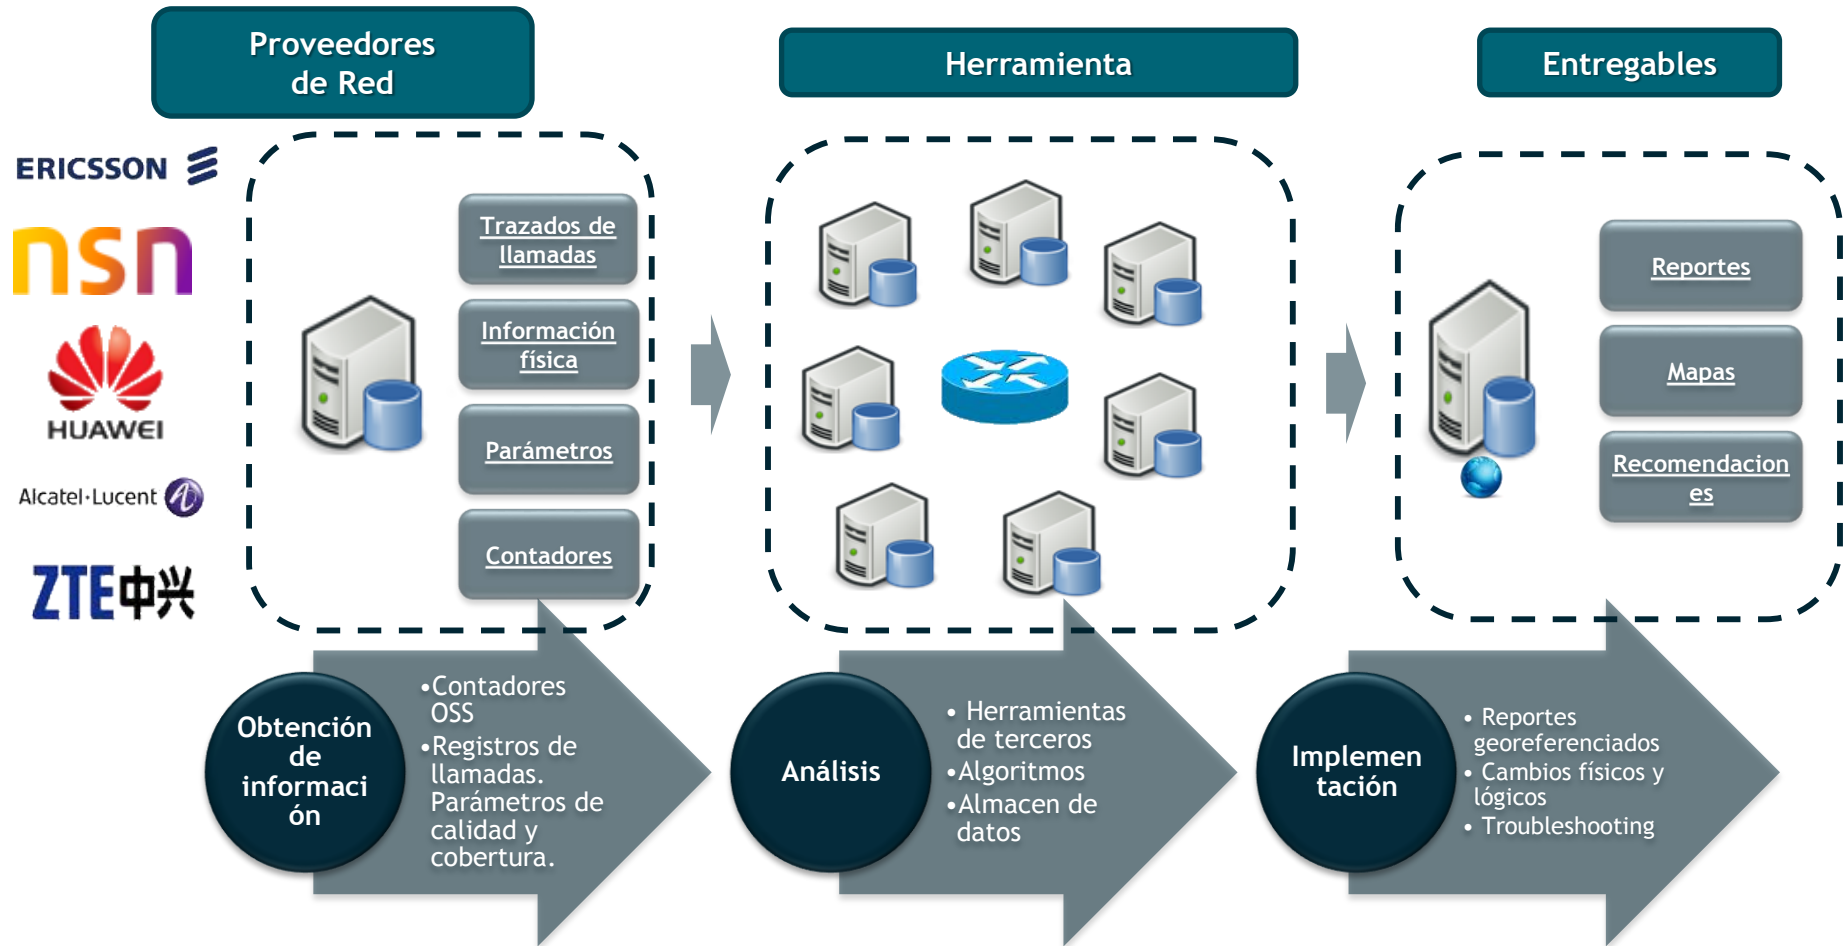 Proveedores
de Red
Herramienta
Entregables
ERICSSON
nsn
HUAWEI
Alcatel·Lucent
ZTE中兴
Trazados de
llamadas
Información
física
Parámetros
Contadores
Reportes
Mapas
Recomendacion
es
Obtención
de
informaci
ón
•Contadores
OSS
•Registros de
llamadas.
Parámetros de
calidad y
cobertura.
Análisis
• Herramientas
de terceros
•Algoritmos
•Almacen de
datos
Implemen
tación
• Reportes
georeferenciados
• Cambios físicos y
lógicos
• Troubleshooting